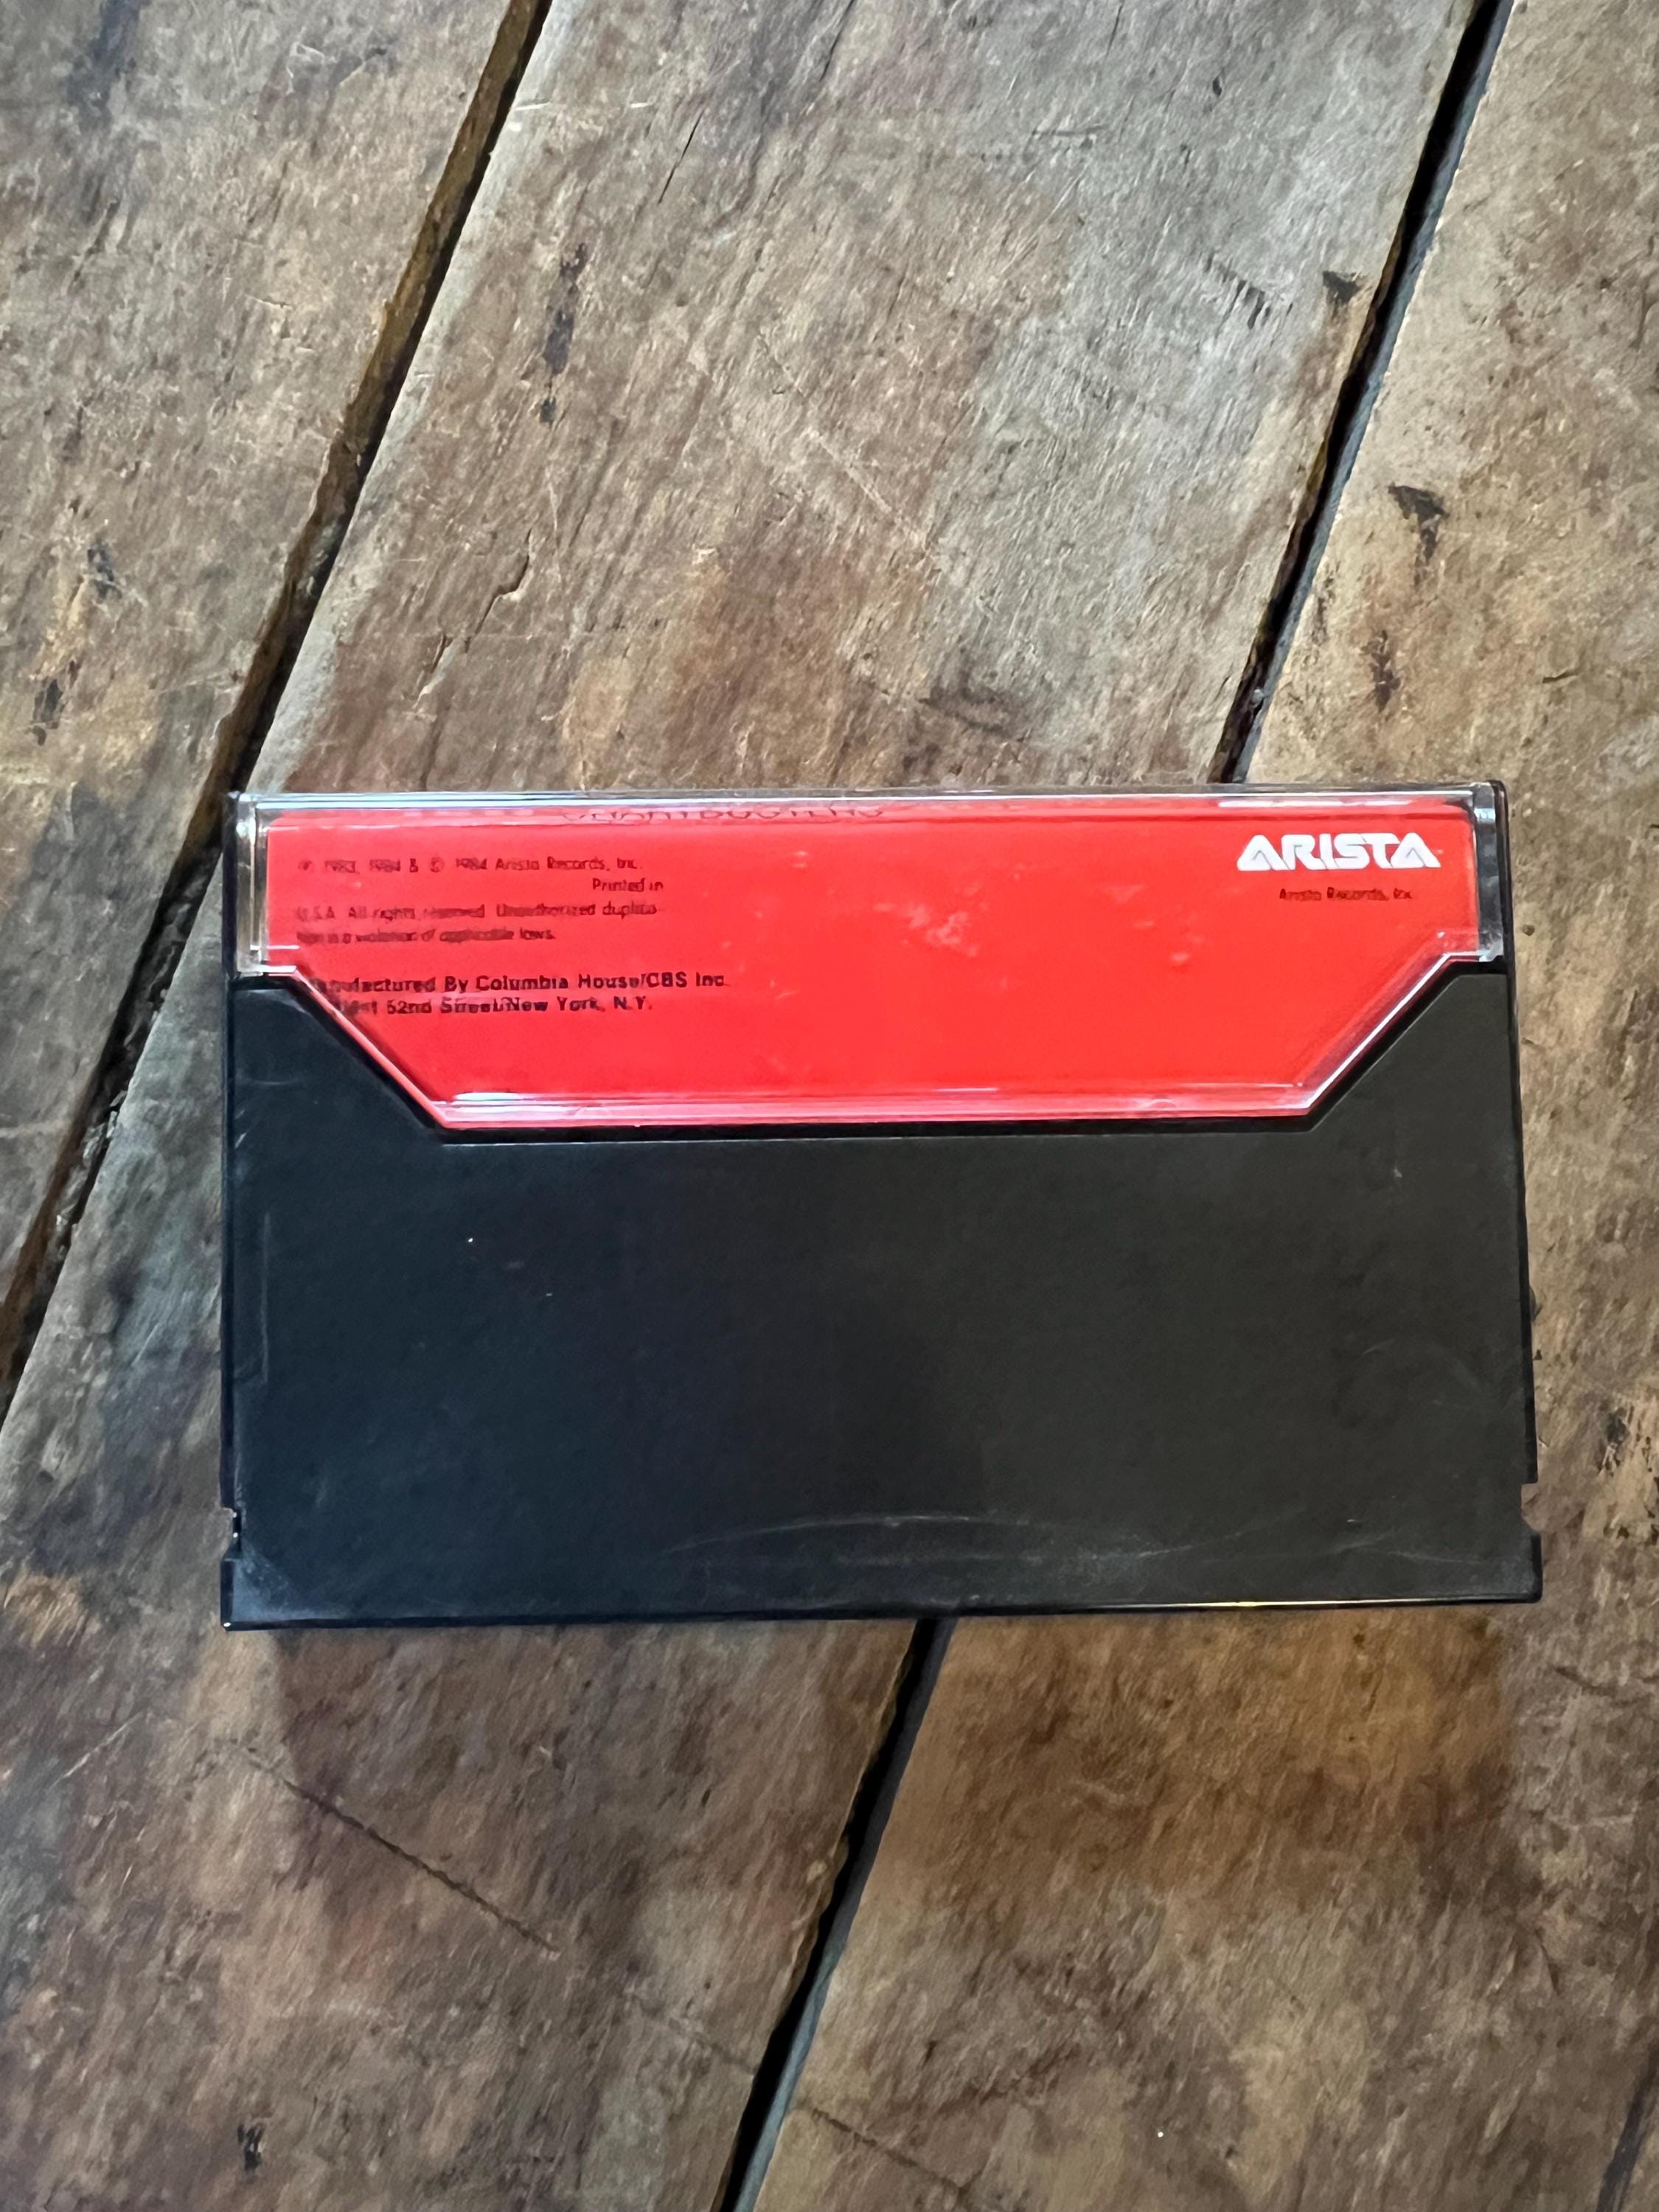 ARISTA
Arista Records, Inc.
℗ 1983, 1984 & © 1984 Arista Records, Inc.
Printed in
U.S.A. All rights reserved. Unauthorized duplica-
tion is a violation of applicable laws.
Manufactured By Columbia House/CBS Inc.
52nd Street/New York, N.Y.